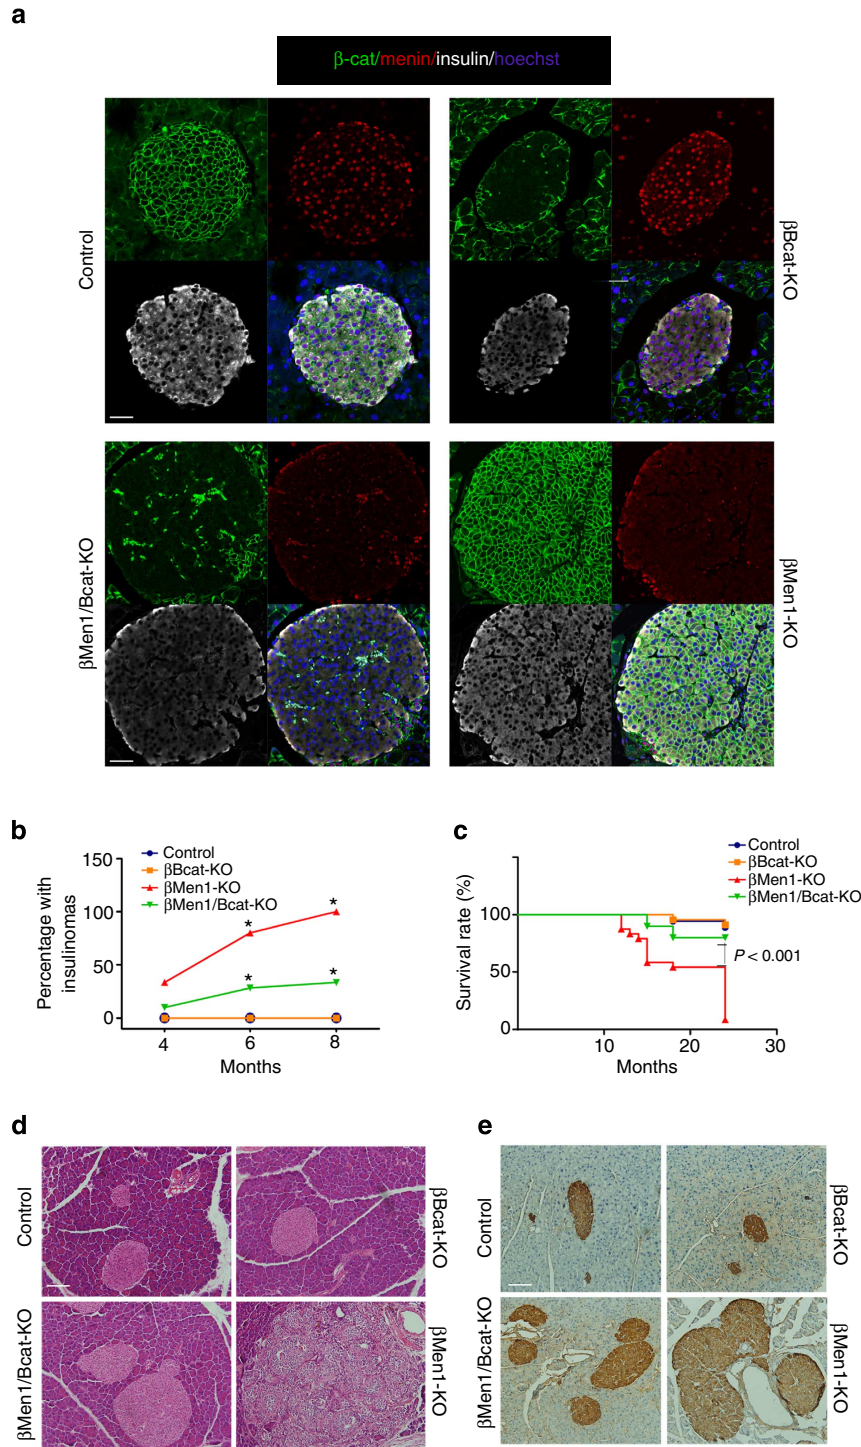 a
β-cat/menin/insulin/hoechst
Control
βBcat-KO
βMen1/Bcat-KO
βMen1-KO
b
Percentage with
insulinomas
150
100
50
0
4
6
8
Months
Control
βBcat-KO
βMen1-KO
βMen1/Bcat-KO
*
*
*
*
c
Survival rate (%)
100
50
0
10
20
30
Months
Control
βBcat-KO
βMen1-KO
βMen1/Bcat-KO
P < 0.001
d
Control
βBcat-KO
βMen1/Bcat-KO
βMen1-KO
e
Control
βBcat-KO
βMen1/Bcat-KO
βMen1-KO